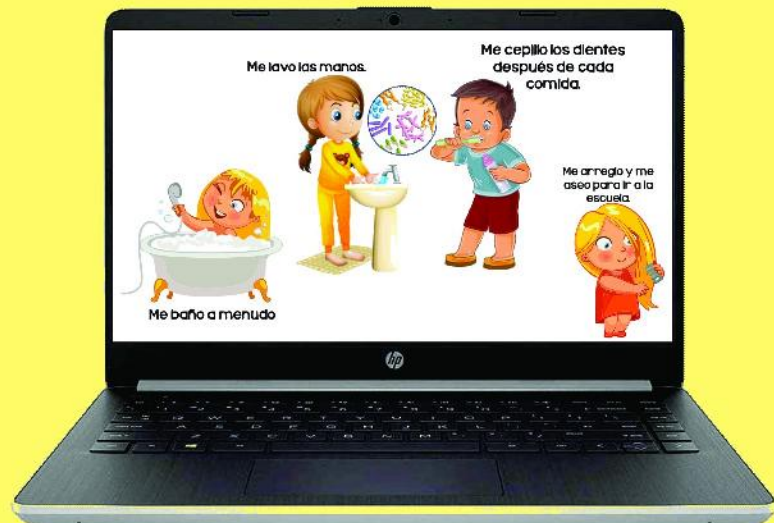 Me lavo las manos.
Me cepillo los dientes
después de cada
comida.
Me arreglo y me
aseo para ir a la
escuela.
Me baño a menudo
hp